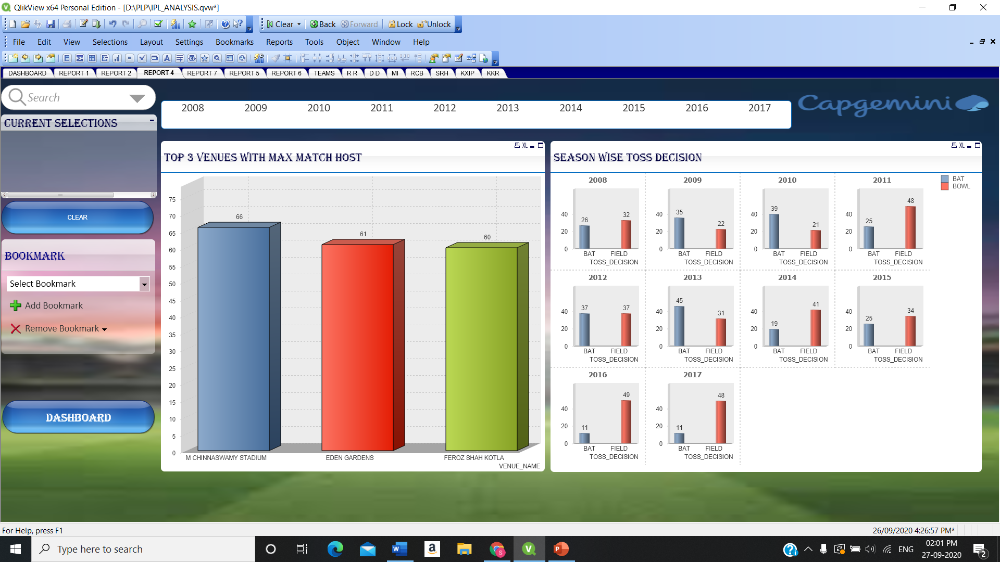 QlikView x64 Personal Edition - [D:\PLP\IPL_ANALYSIS.qvw*]
Clear Back Forward Lock Unlock
File Edit View Selections Layout Settings Bookmarks Reports Tools Object Window Help
DASHBOARD REPORT 1 REPORT 2 REPORT 4 REPORT 7 REPORT 5 REPORT 6 TEAMS R R D D MI RCB SRH KXIP KKR
Search
2008 2009 2010 2011 2012 2013 2014 2015 2016 2017
Capgemini
CURRENT SELECTIONS
CLEAR
BOOKMARK
Select Bookmark
Add Bookmark
Remove Bookmark
DASHBOARD
XL
TOP 3 VENUES WITH MAX MATCH HOST
75
70
65
60
55
50
45
40
35
30
25
20
15
10
5
0
66
61
60
M CHINNASWAMY STADIUM EDEN GARDENS FEROZ SHAH KOTLA
VENUE_NAME
XL
SEASON WISE TOSS DECISION
BAT
BOWL
2008
40
20
0
26 32
BAT FIELD
TOSS_DECISION
2009
40
20
0
35 22
BAT FIELD
TOSS_DECISION
2010
40
20
0
39 21
BAT FIELD
TOSS_DECISION
2011
40
20
0
25 48
BAT FIELD
TOSS_DECISION
2012
40
20
0
37 37
BAT FIELD
TOSS_DECISION
2013
40
20
0
45 31
BAT FIELD
TOSS_DECISION
2014
40
20
0
19 41
BAT FIELD
TOSS_DECISION
2015
40
20
0
25 34
BAT FIELD
TOSS_DECISION
2016
40
20
0
11 49
BAT FIELD
TOSS_DECISION
2017
40
20
0
11 48
BAT FIELD
TOSS_DECISION
For Help, press F1
26/09/2020 4:26:57 PM*
Type here to search
ENG
02:01 PM
27-09-2020
2